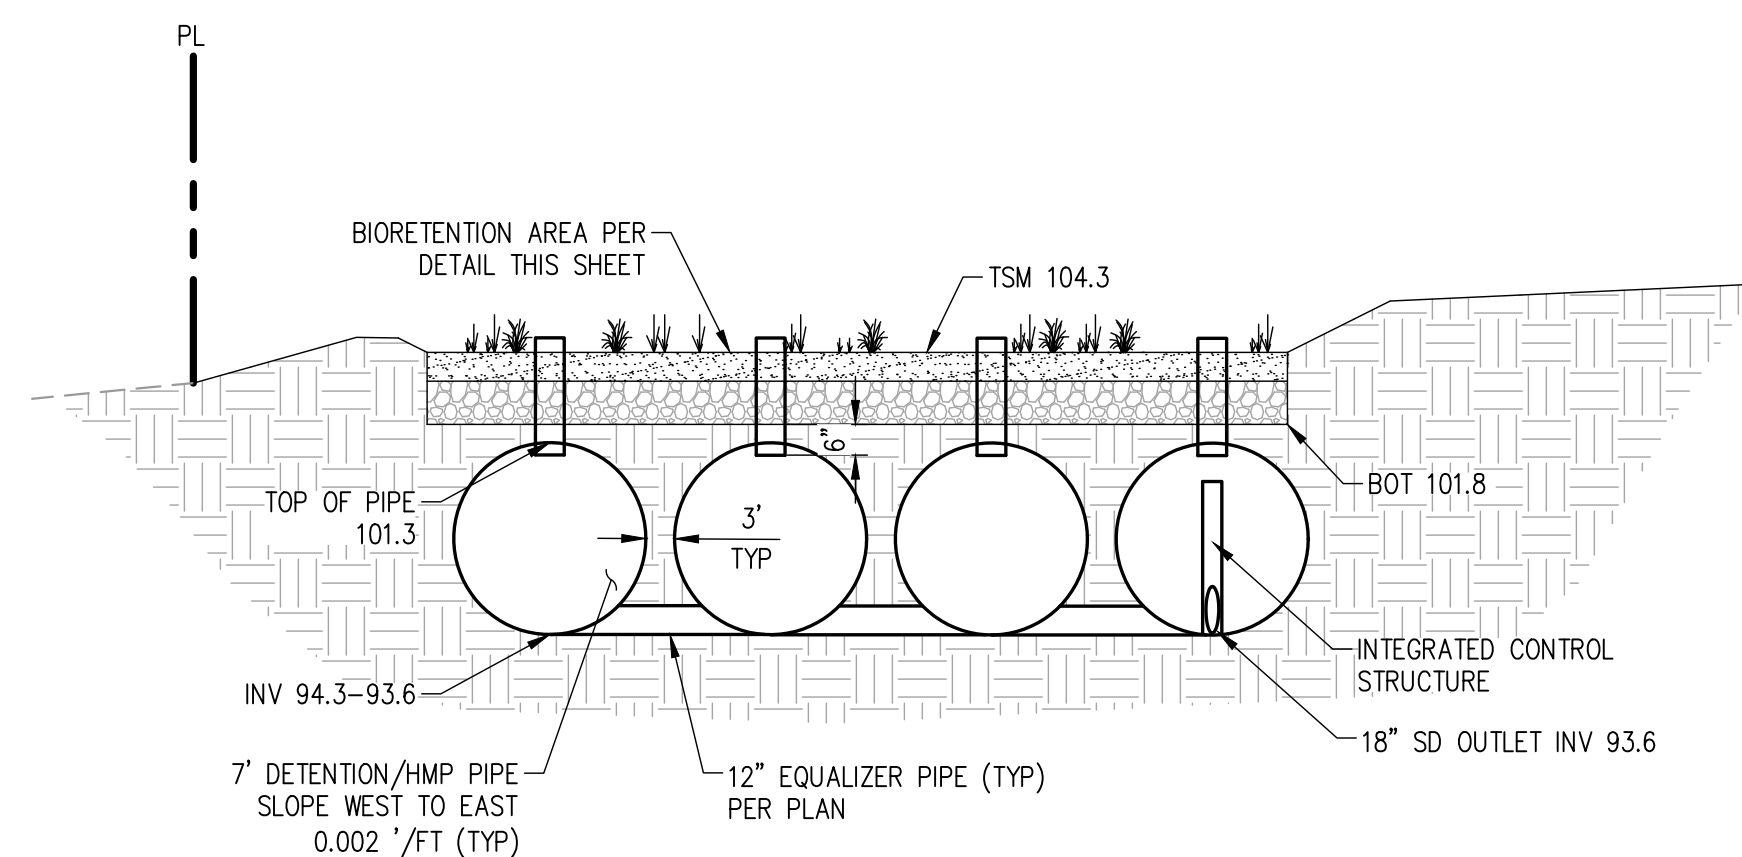 PL
BIORETENTION AREA PER
DETAIL THIS SHEET
TSM 104.3
6"
BOT 101.8
TOP OF PIPE
101.3
3'
TYP
INTEGRATED CONTROL
STRUCTURE
INV 94.3-93.6
18" SD OUTLET INV 93.6
7' DETENTION/HMP PIPE
SLOPE WEST TO EAST
0.002 '/FT (TYP)
12" EQUALIZER PIPE (TYP)
PER PLAN